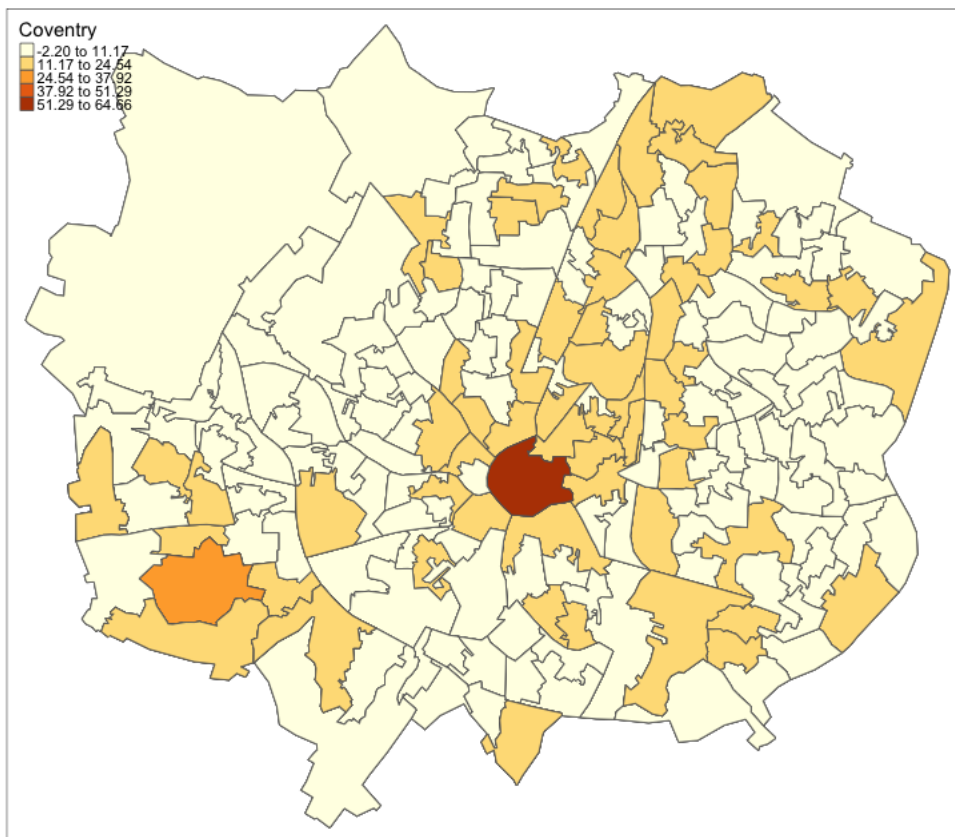 Coventry
-2.20 to 11.17
11.17 to 24.54
24.54 to 37.92
37.92 to 51.29
51.29 to 64.66